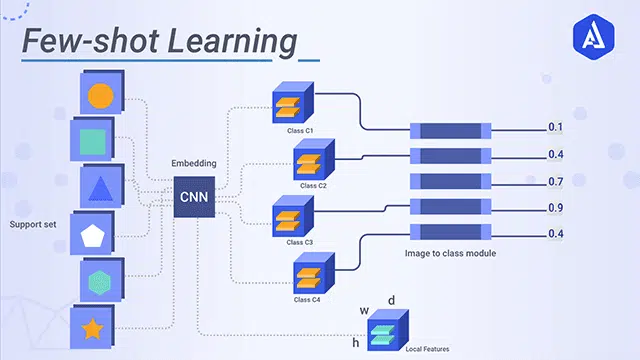 Few-shot Learning
Class C1
0.1
Embedding
0.4
Class C2
CNN
0.7
Support set
0.9
Class C3
0.4
Image to class module
Class C4
d
w
h
Local Features